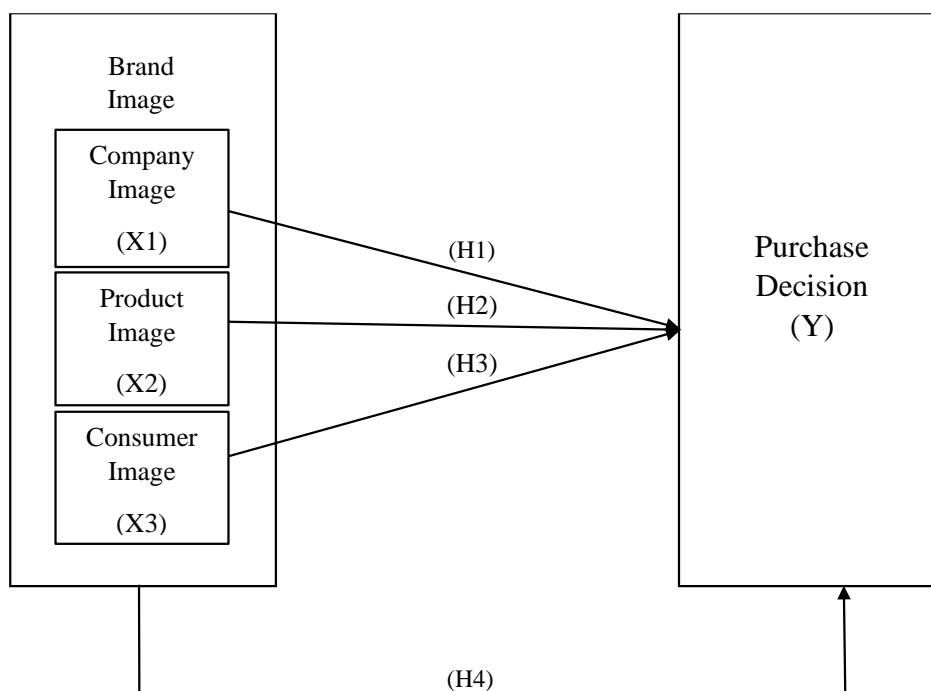 Brand
Image
Company
Image
(X1)
Product
Image
(X2)
Consumer
Image
(X3)
(H1)
(H2)
(H3)
Purchase
Decision
(Y)
(H4)